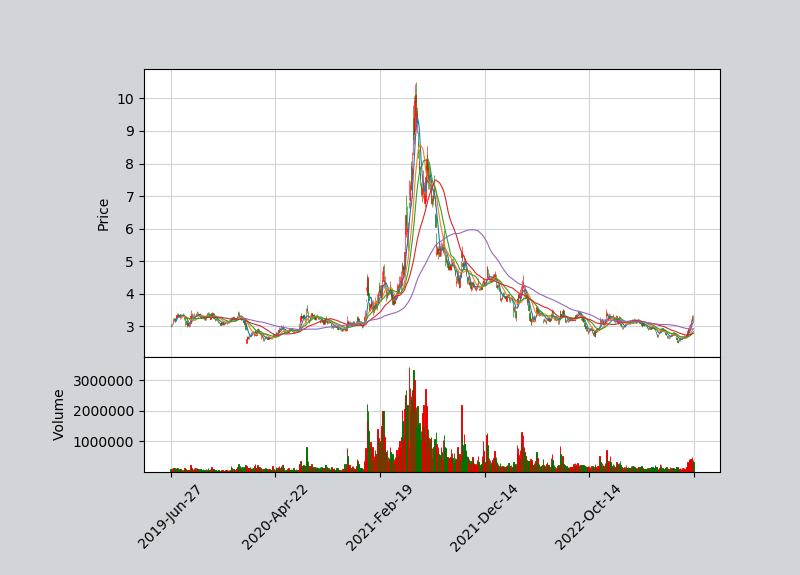 10
9
8
7
6
5
4
3
Price
3000000
2000000
1000000
Volume
2019-Jun-27
2020-Apr-22
2021-Feb-19
2021-Dec-14
2022-Oct-14